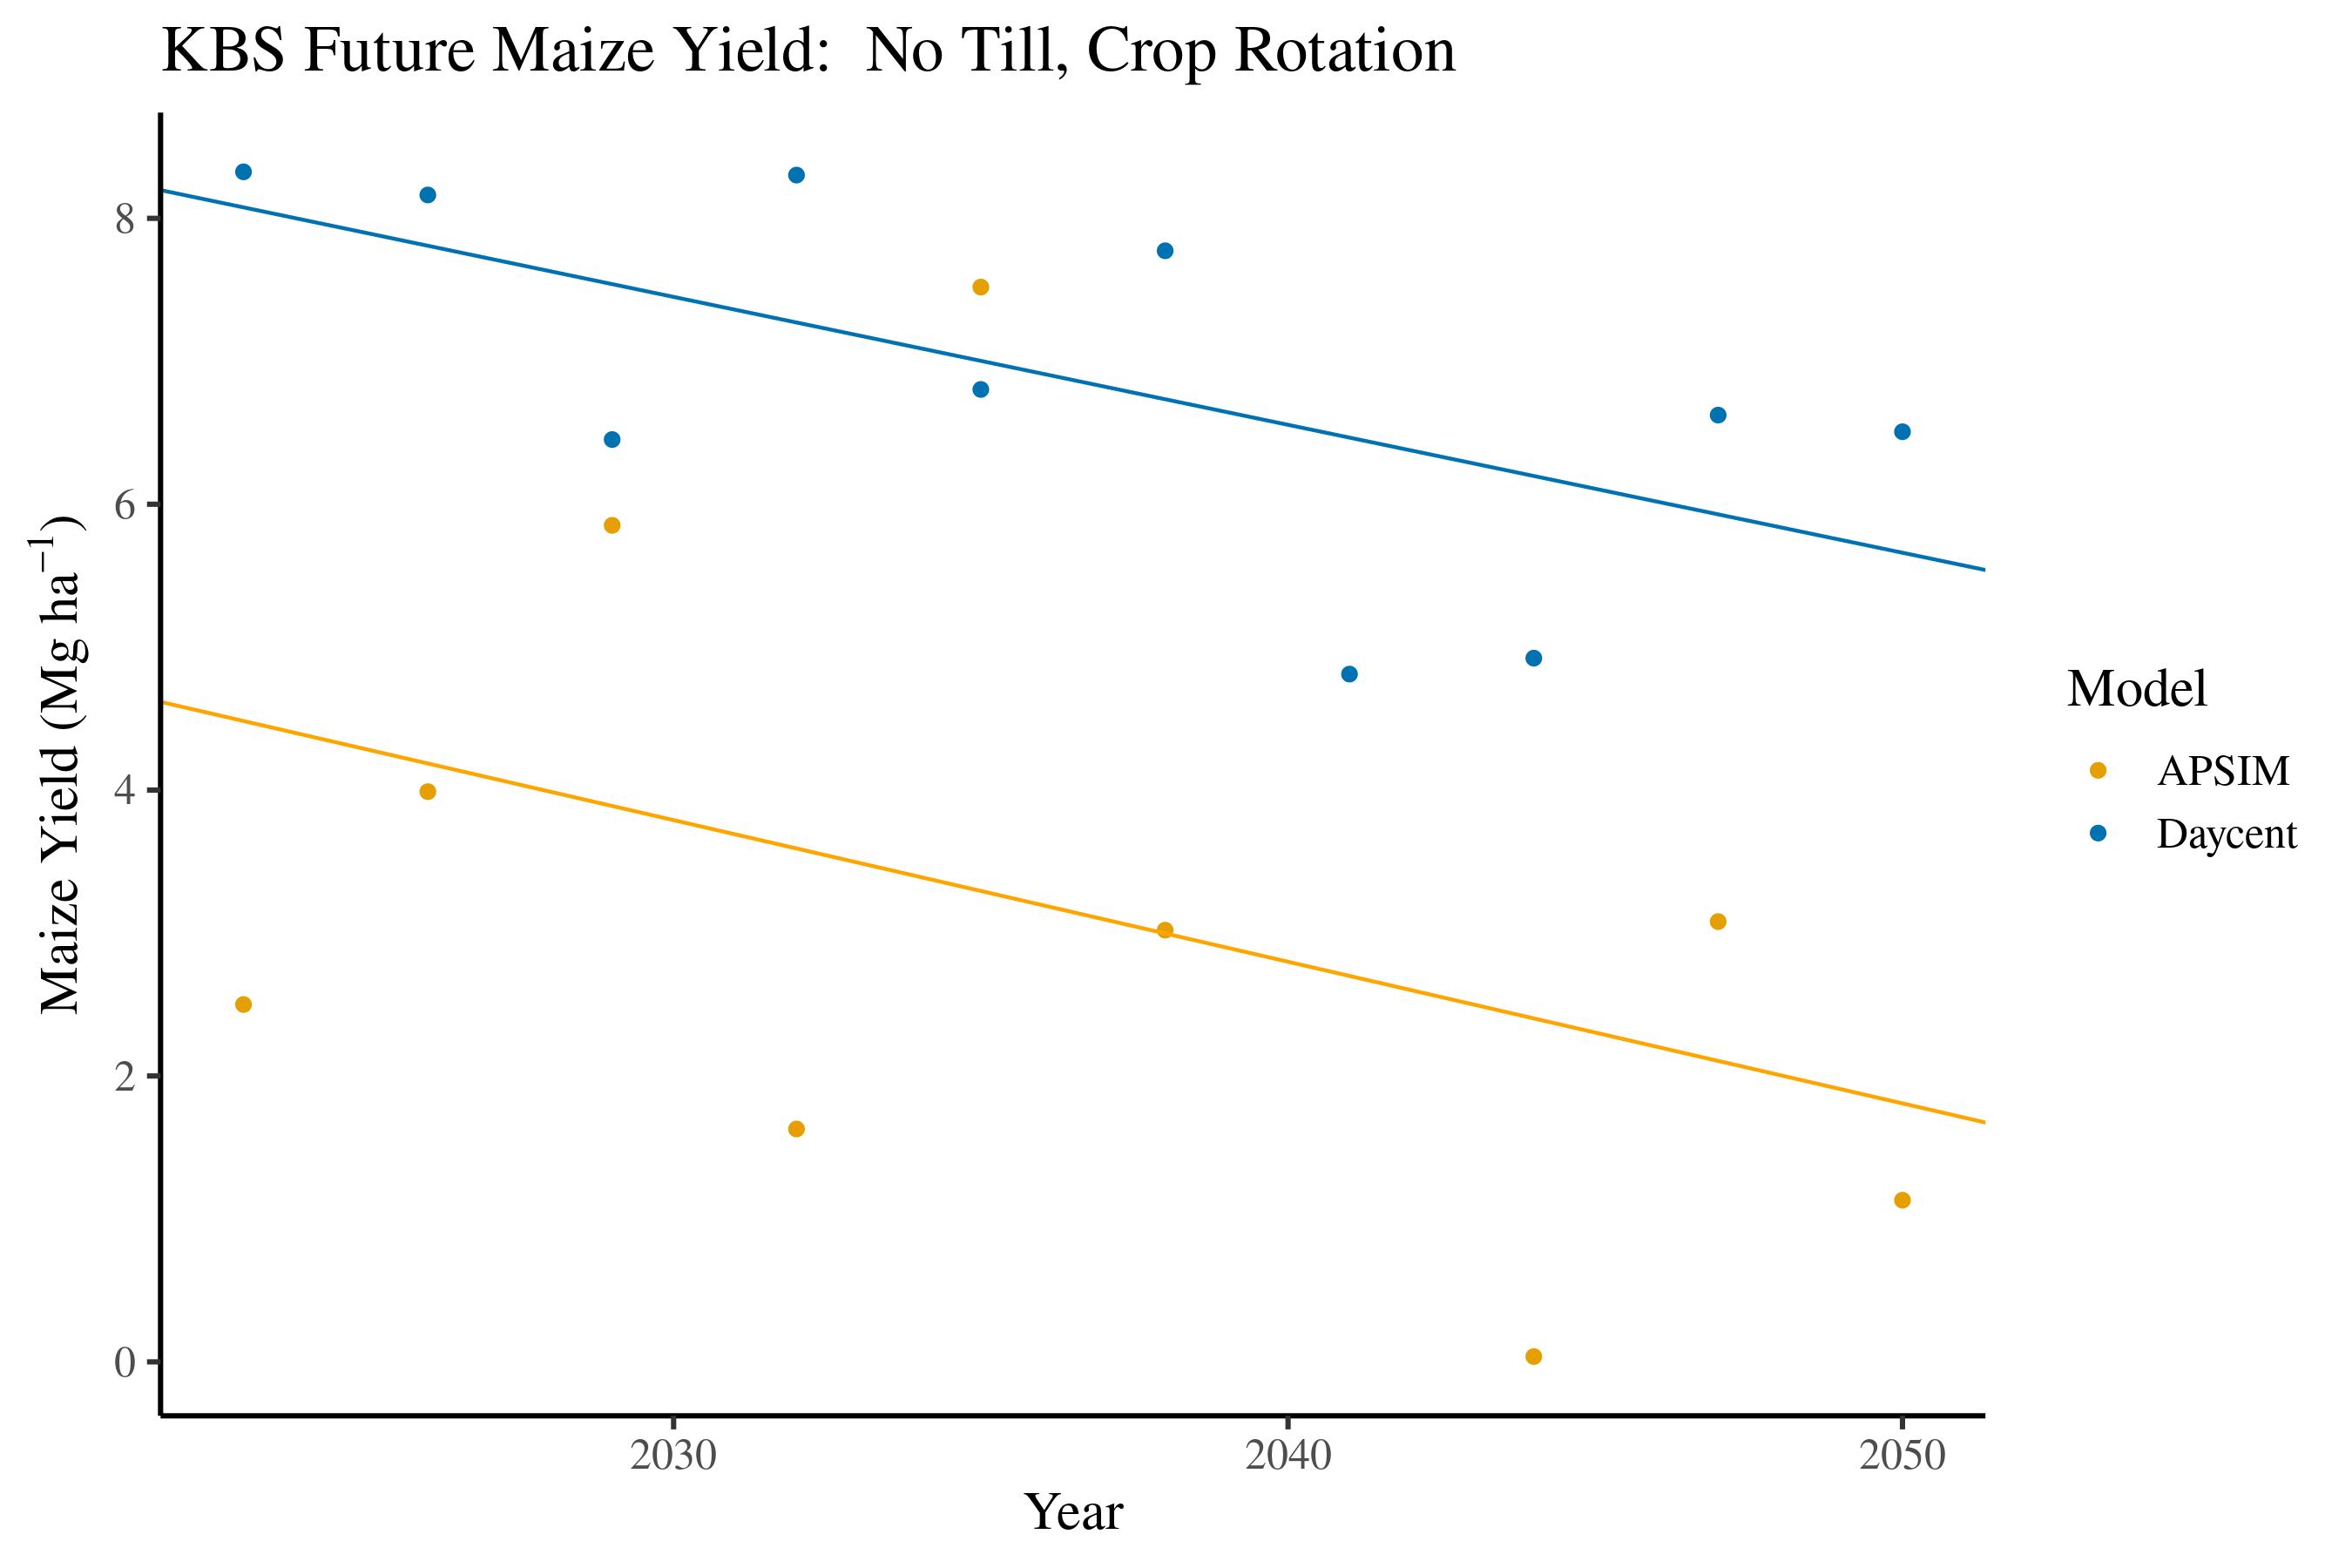 KBS Future Maize Yield:  No Till, Crop Rotation
Maize Yield (Mg ha⁻¹)
8
6
4
2
0
2030 2040 2050
Year
Model
APSIM
Daycent